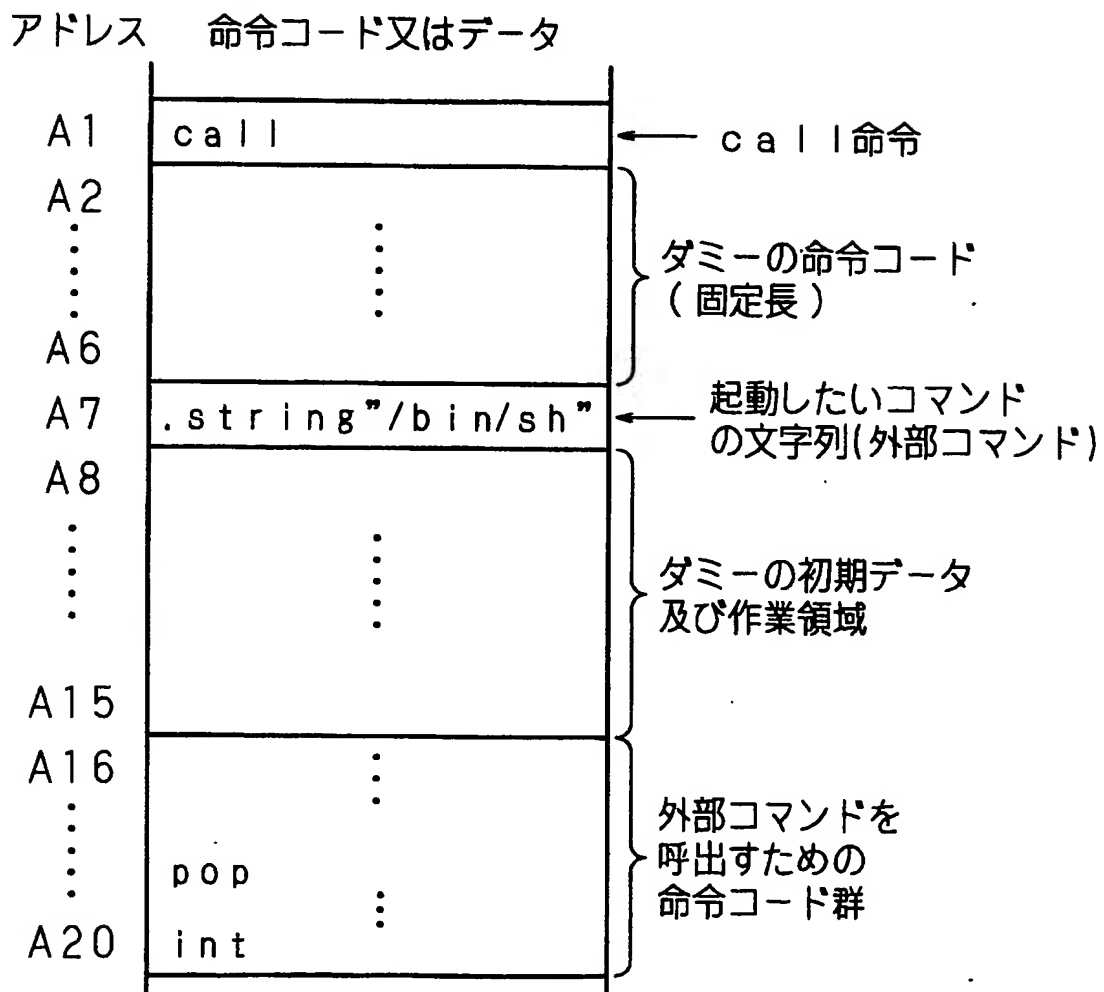 アドレス 命令コード又はデータ
A1 call ca l l命令
A2
ダミーの命令コード
(固定長)
A6
A7 .string"/bin/sh" 起動したいコマンド
の文字列(外部コマンド)
A8
ダミーの初期データ
及び作業領域
A15
A16
外部コマンドを
呼出すための
pop
命令コード群
A20 int